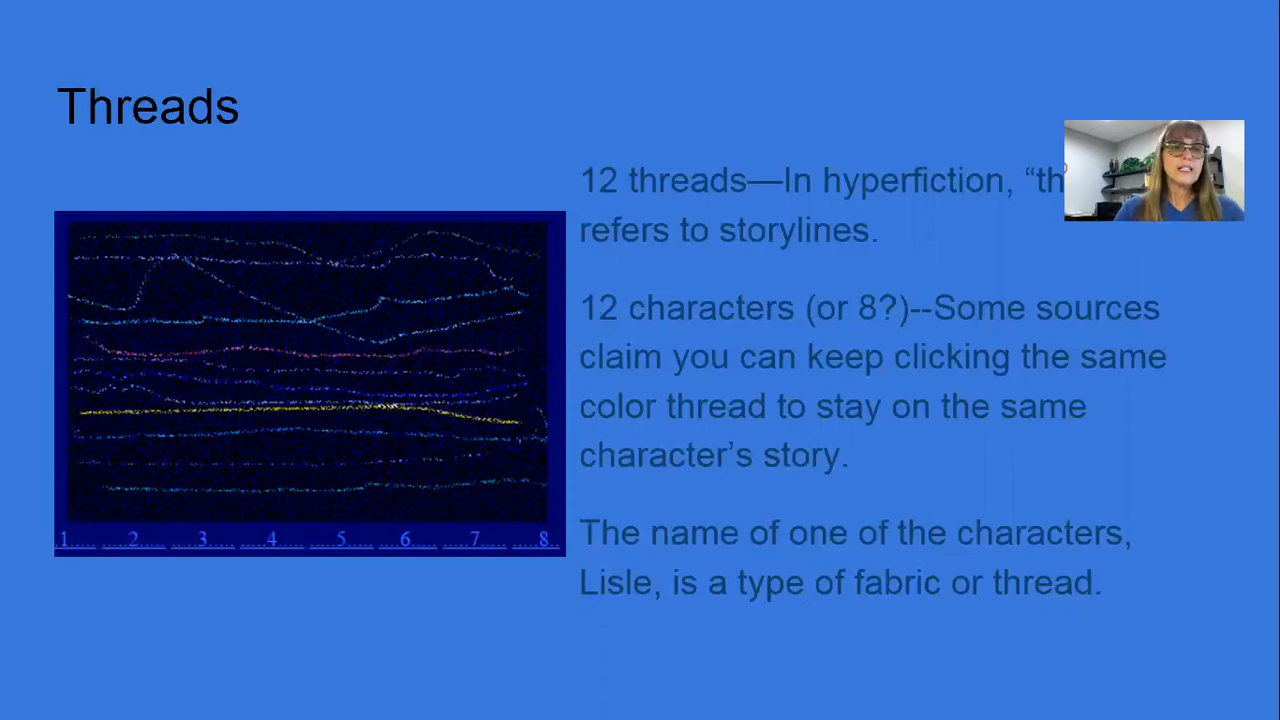 Threads
12 threads—In hyperfiction, “th
refers to storylines.
12 characters (or 8?)--Some sources
claim you can keep clicking the same
color thread to stay on the same
character’s story.
The name of one of the characters,
Lisle, is a type of fabric or thread.
.1..... .....2..... .....3..... .....4..... .....5..... .....6..... .....7..... .....8..